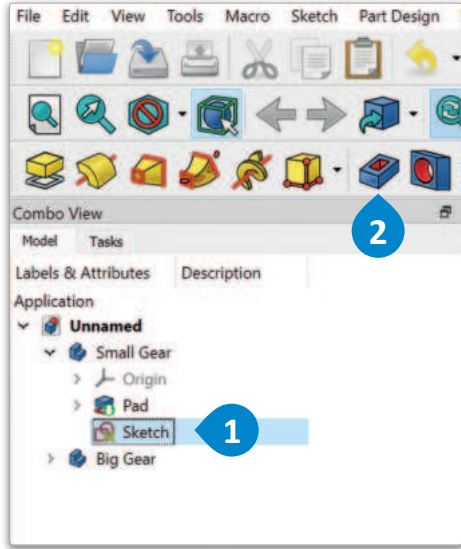 File Edit View Tools Macro Sketch Part Design
Combo View
2
Model Tasks
Labels & Attributes Description
Application
Unnamed
Small Gear
Origin
Pad
Sketch 1
Big Gear